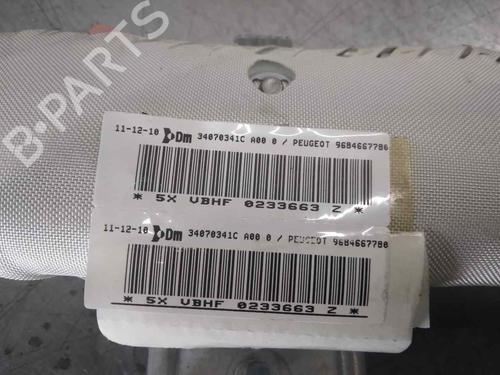 B-PARTS
11-12-10 Dm 34070341C A00 0 / PEUGEOT 9684667780
* 5X VBHF 0233663 Z *
11-12-10 Dm 34070341C A00 0 / PEUGEOT 9684667780
* 5X VBHF 0233663 Z *